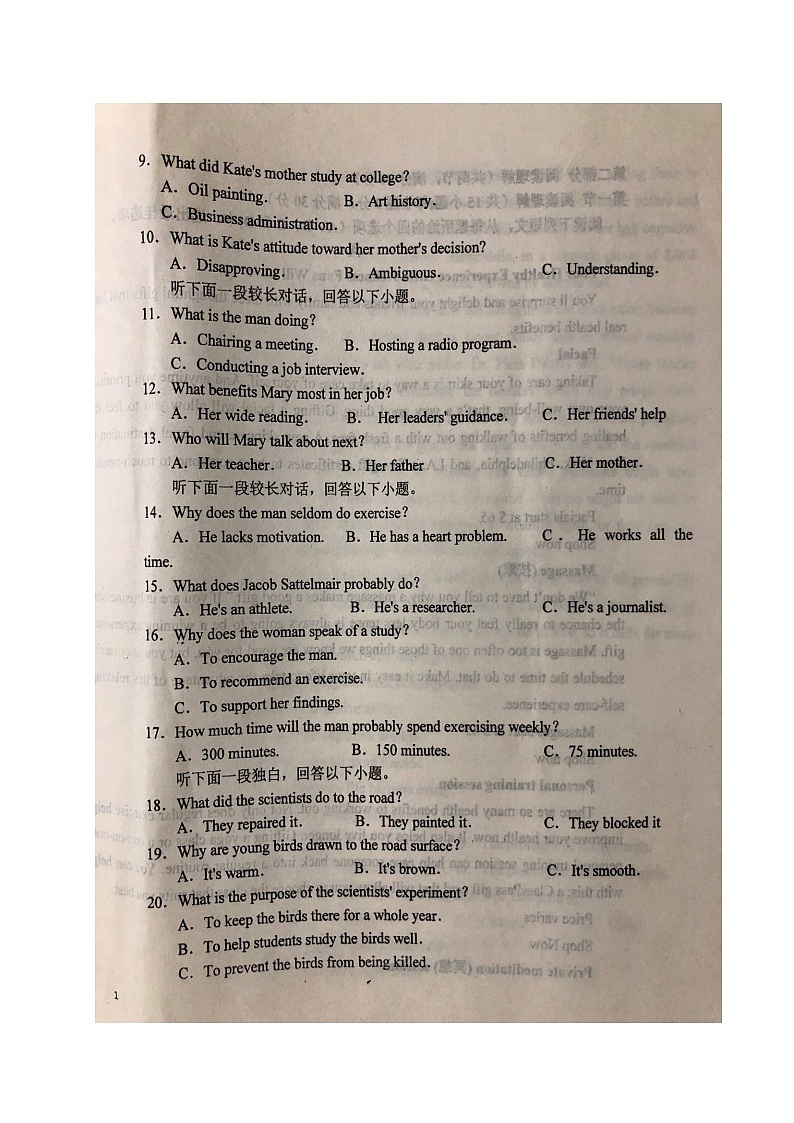 9. What did Kate's mother study at college?
A. Oil painting. B. Art history.
C. Business administration.
10. What is Kate's attitude toward her mother's decision?
A. Disapproving. B. Ambiguous. C. Understanding.
听下面一段较长对话，回答以下小题。
11. What is the man doing?
A. Chairing a meeting. B. Hosting a radio program.
C. Conducting a job interview.
12. What benefits Mary most in her job?
A. Her wide reading. B. Her leaders' guidance. C. Her friends' help
13. Who will Mary talk about next?
A. Her teacher. B. Her father C. Her mother.
听下面一段较长对话，回答以下小题。
14. Why does the man seldom do exercise?
A. He lacks motivation. B. He has a heart problem. C . He works all the
time.
15. What does Jacob Sattelmair probably do?
A. He's an athlete. B. He's a researcher. C. He's a journalist.
16. Why does the woman speak of a study?
A. To encourage the man.
B. To recommend an exercise.
C. To support her findings.
17. How much time will the man probably spend exercising weekly?
A. 300 minutes. B. 150 minutes. C. 75 minutes.
听下面一段独白，回答以下小题。
18. What did the scientists do to the road?
A. They repaired it. B. They painted it. C. They blocked it
19. Why are young birds drawn to the road surface?
A. It's warm. B. It's brown. C. It's smooth.
20. What is the purpose of the scientists' experiment?
A. To keep the birds there for a whole year.
B. To help students study the birds well.
C. To prevent the birds from being killed.
1